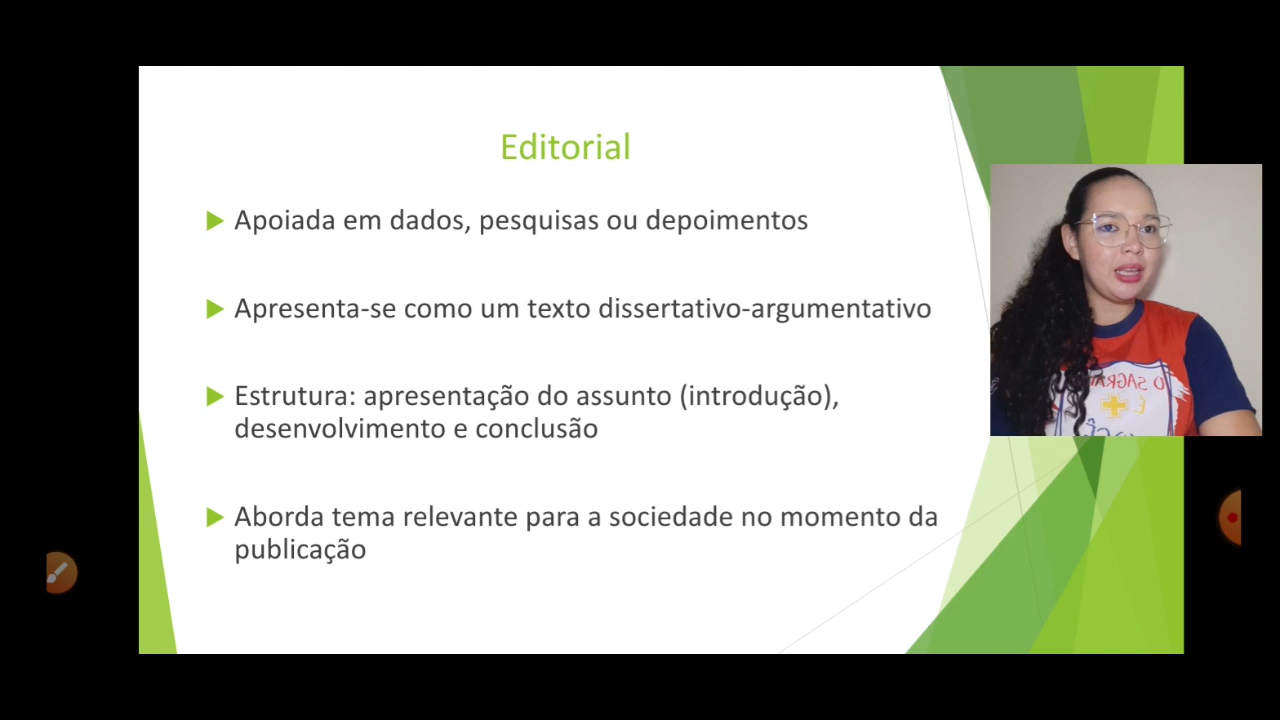 Editorial
Apoiada em dados, pesquisas ou depoimentos
Apresenta-se como um texto dissertativo-argumentativo
Estrutura: apresentação do assunto (introdução),
desenvolvimento e conclusão
Aborda tema relevante para a sociedade no momento da
publicação
O SAGRA
É